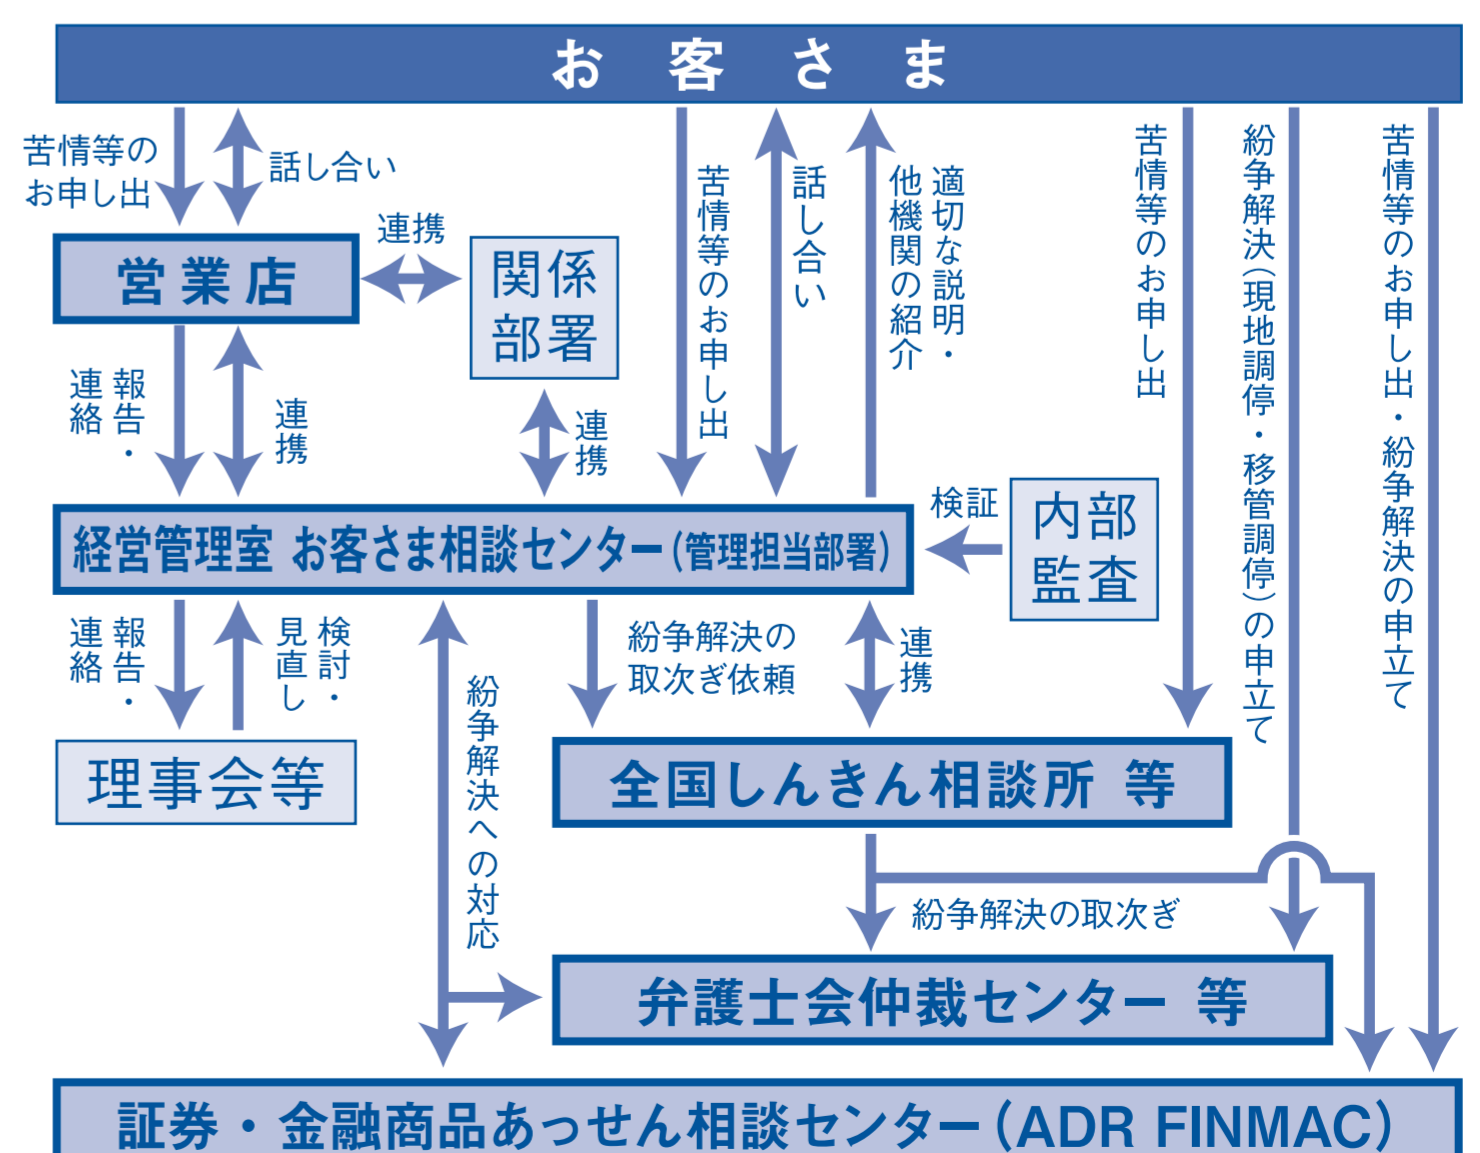 お客さま
苦情等の
お申し出
話し合い
営業店
連携
関係
部署
報告・
連絡
連携
連携
苦情等のお申し出
話し合い
適切な説明・
他機関の紹介
苦情等のお申し出
紛争解決(現地調停・移管調停)の申立て
苦情等のお申し出・紛争解決の申立て
経営管理室 お客さま相談センター(管理担当部署)
検証
内部
監査
報告・
連絡
検討・
見直し
理事会等
紛争解決への対応
紛争解決の
取次ぎ依頼
連携
全国しんきん相談所 等
紛争解決の取次ぎ
弁護士会仲裁センター 等
証券・金融商品あっせん相談センター(ADR FINMAC)